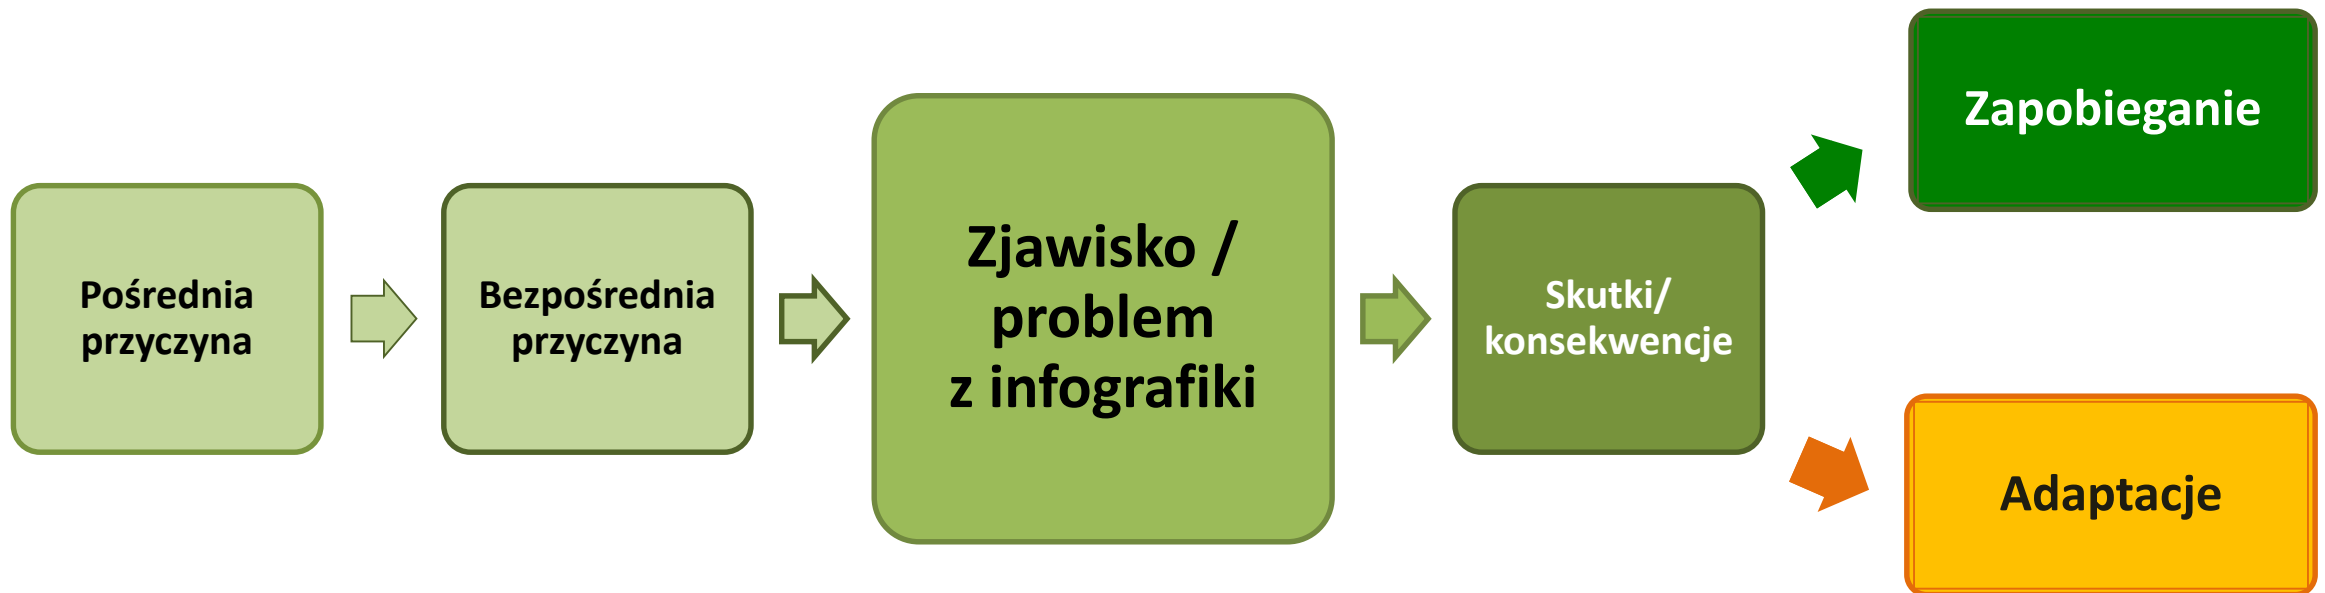 Pośrednia
przyczyna
Bezpośrednia
przyczyna
Zjawisko /
problem
z infografiki
Skutki/
konsekwencje
Zapobieganie
Adaptacje